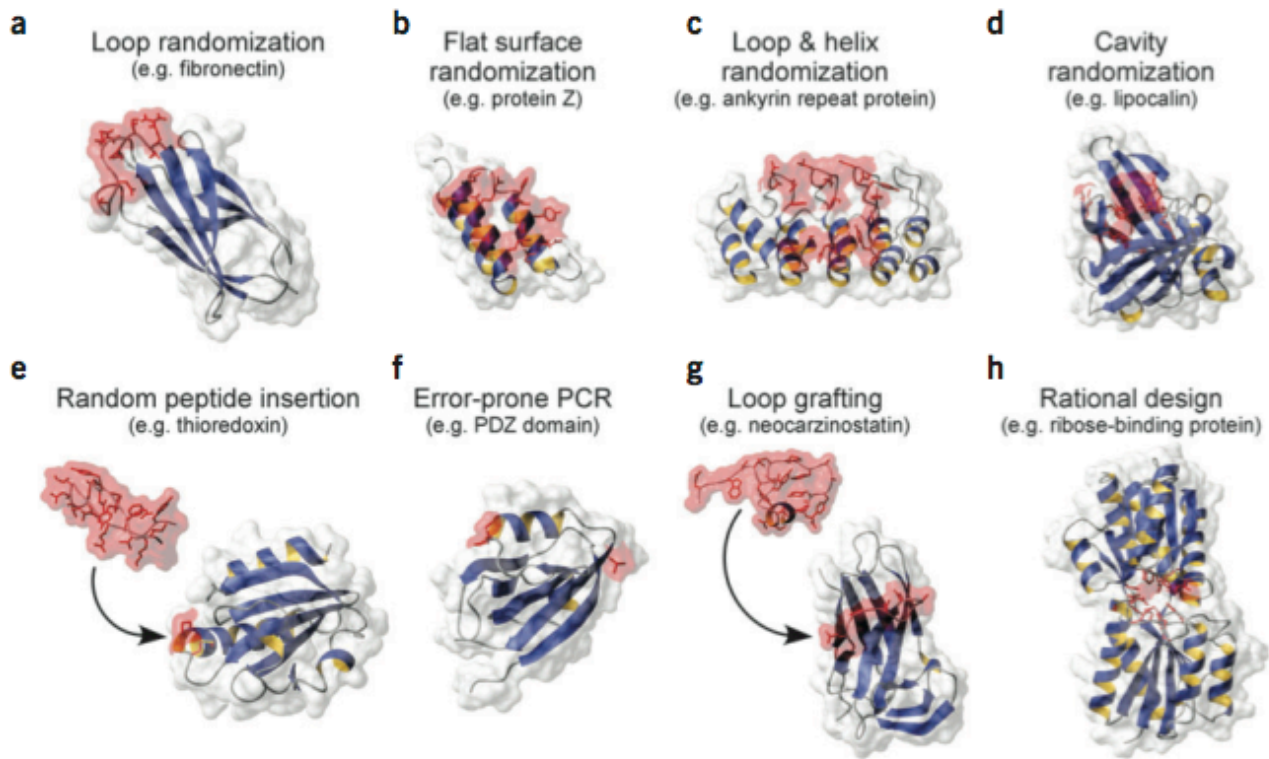 a
Loop randomization
(e.g. fibronectin)
b
Flat surface
randomization
(e.g. protein Z)
c
Loop & helix
randomization
(e.g. ankyrin repeat protein)
d
Cavity
randomization
(e.g. lipocalin)
e
Random peptide insertion
(e.g. thioredoxin)
f
Error-prone PCR
(e.g. PDZ domain)
g
Loop grafting
(e.g. neocarzinostatin)
h
Rational design
(e.g. ribose-binding protein)